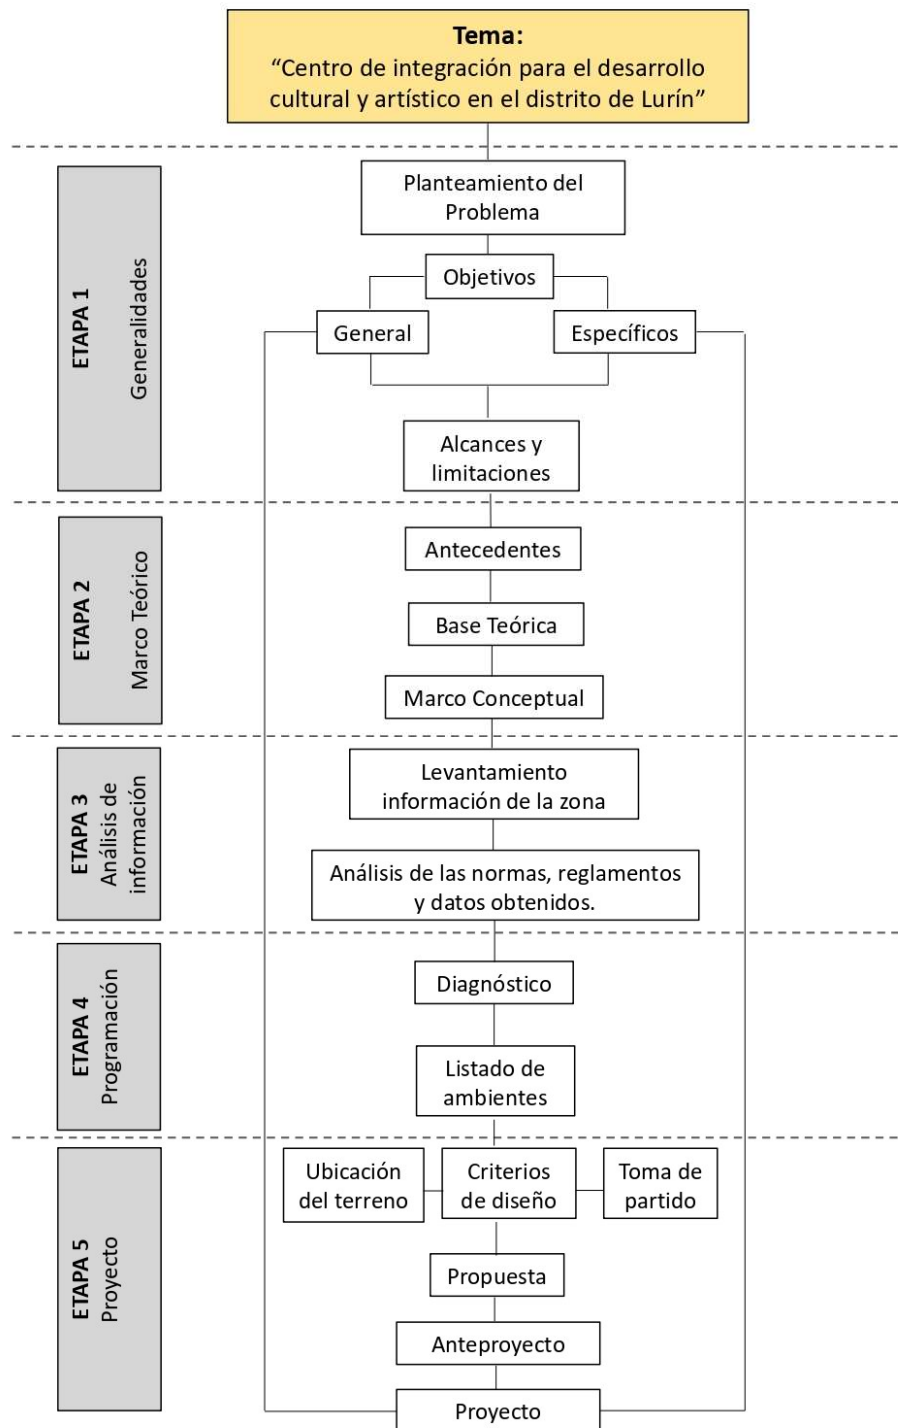 Tema:
“Centro de integración para el desarrollo
cultural y artístico en el distrito de Lurín”
ETAPA 1
Generalidades
Planteamiento del
Problema
Objetivos
General
Específicos
Alcances y
limitaciones
ETAPA 2
Marco Teórico
Antecedentes
Base Teórica
Marco Conceptual
ETAPA 3
Análisis de
información
Levantamiento
información de la zona
Análisis de las normas, reglamentos
y datos obtenidos.
ETAPA 4
Programación
Diagnóstico
Listado de
ambientes
ETAPA 5
Proyecto
Ubicación
del terreno
Criterios
de diseño
Toma de
partido
Propuesta
Anteproyecto
Proyecto